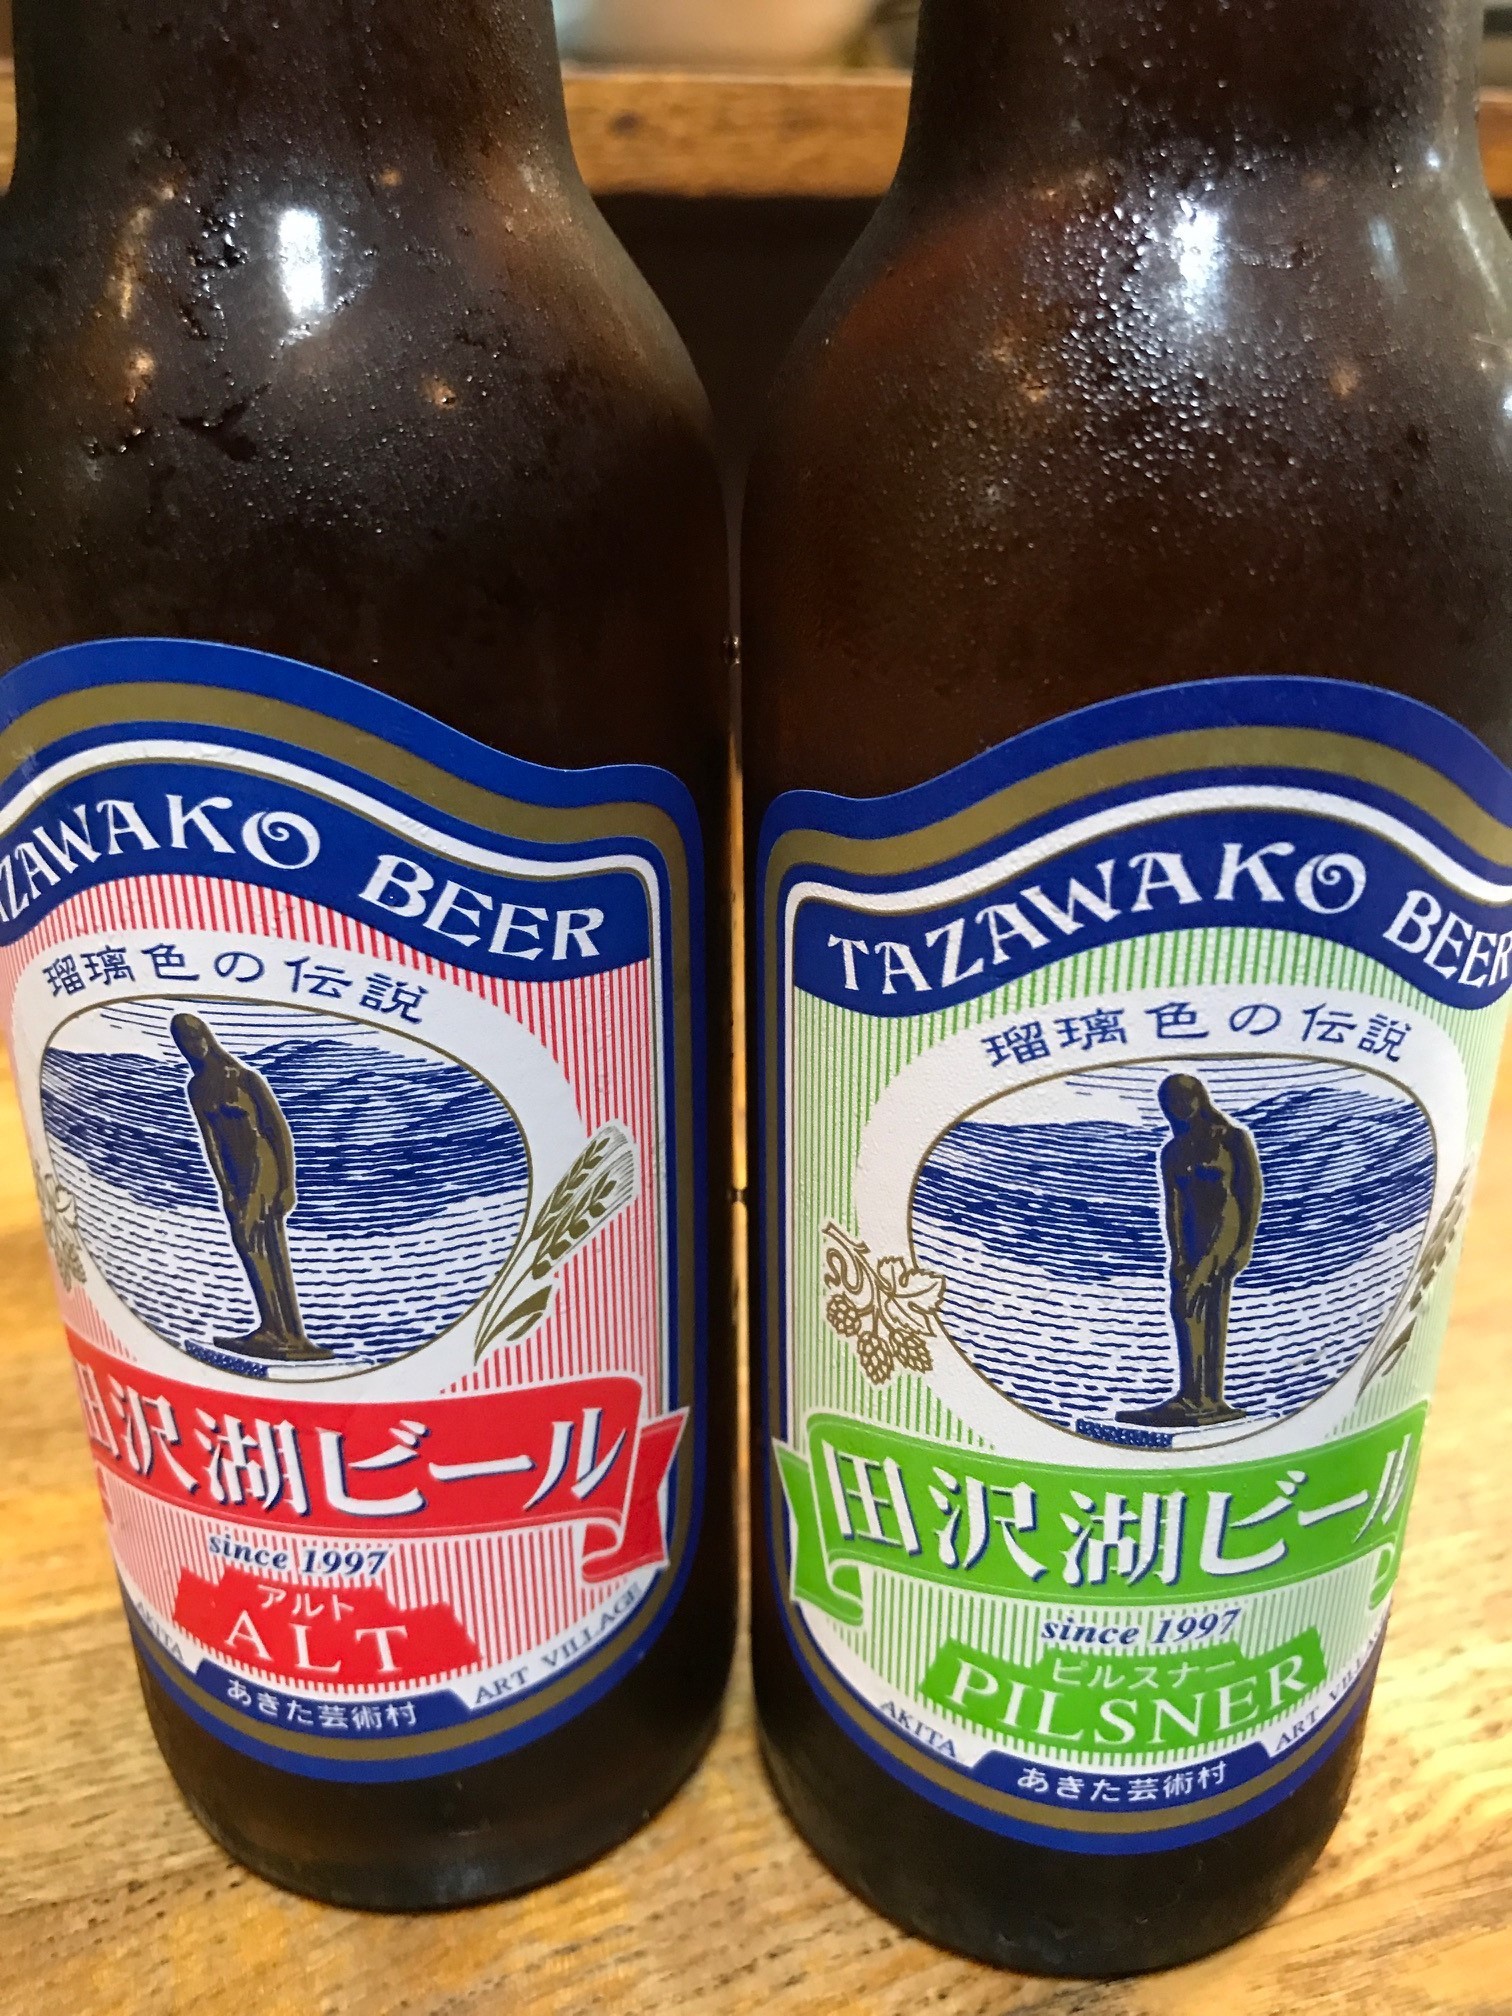 TAZAWAKO BEER
瑠璃色の伝説
田沢湖ビール
since 1997
アルト
ALT
AKITA ART VILLAGE
あきた芸術村
TAZAWAKO BEER
瑠璃色の伝説
田沢湖ビール
since 1997
ピルスナー
PILSNER
AKITA ART VILLAGE
あきた芸術村